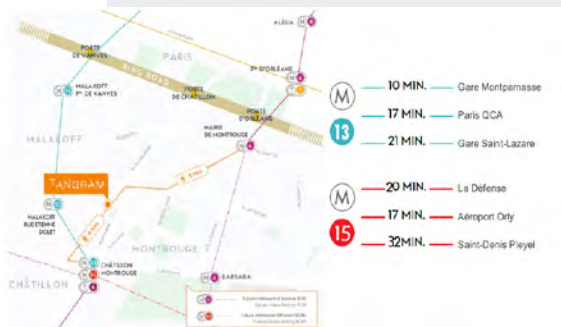 ALÉSIA M 4
PORTE
DE VANVES
PARIS
PTE D'ORLÉANS
RING ROAD
MALAKOFF
PT DE VANVES
PORTE
DE CHATILLON
PORTE
D'ORLÉANS
MAIRIE
DE MONTROUGE
MALAKOFF
TANGRAM
MALAKOFF
RUE ETIENNE
DOLET
MONTROUGE
CHÂTILLON
MONTROUGE
CHÂTILLON
BARBARA
M
13
10 MIN. Gare Montparnasse
17 MIN. Paris QCA
21 MIN. Gare Saint-Lazare
M
15
20 MIN. La Défense
17 MIN. Aéroport Orly
32MIN. Saint-Denis Pleyel